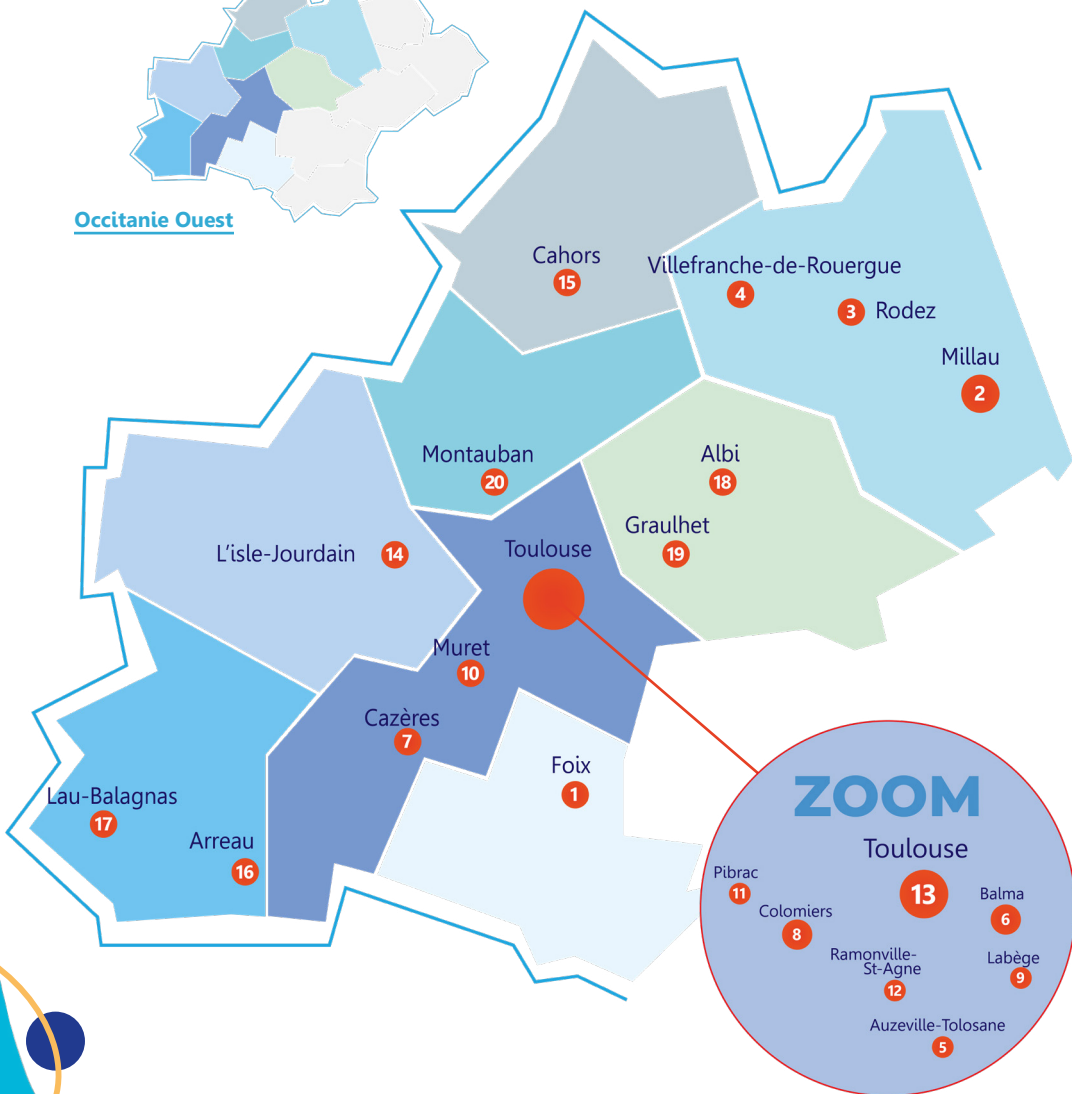 Occitanie Ouest
Cahors
15
Villefranche-de-Rouergue
4
3 Rodez
Millau
2
Montauban
20
Albi
18
Graulhet
19
L'isle-Jourdain 14
Toulouse
Muret
10
Cazères
7
Foix
1
Lau-Balagnas
17
Arreau
16
ZOOM
Toulouse
13
Pibrac
11
Colomiers
8
Balma
6
Ramonville-
St-Agne
12
Labège
9
Auzeville-Tolosane
5